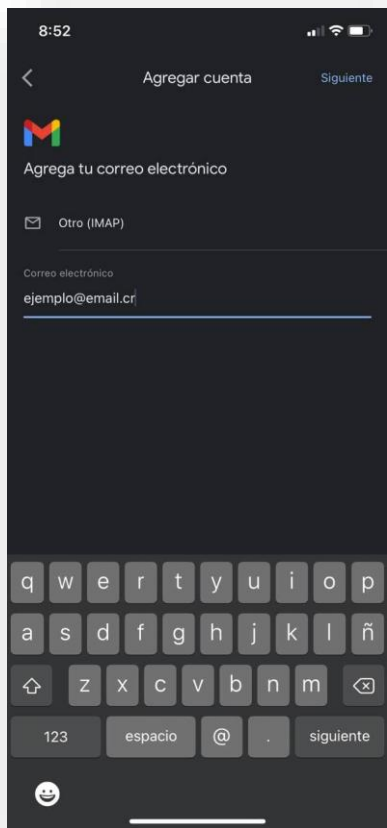 8:52
Agregar cuenta Siguiente
Agrega tu correo electrónico
Otro (IMAP)
Correo electrónico
ejemplo@email.cr
q w e r t y u i o p
a s d f g h j k l ñ
z x c v b n m
123 espacio @ . siguiente